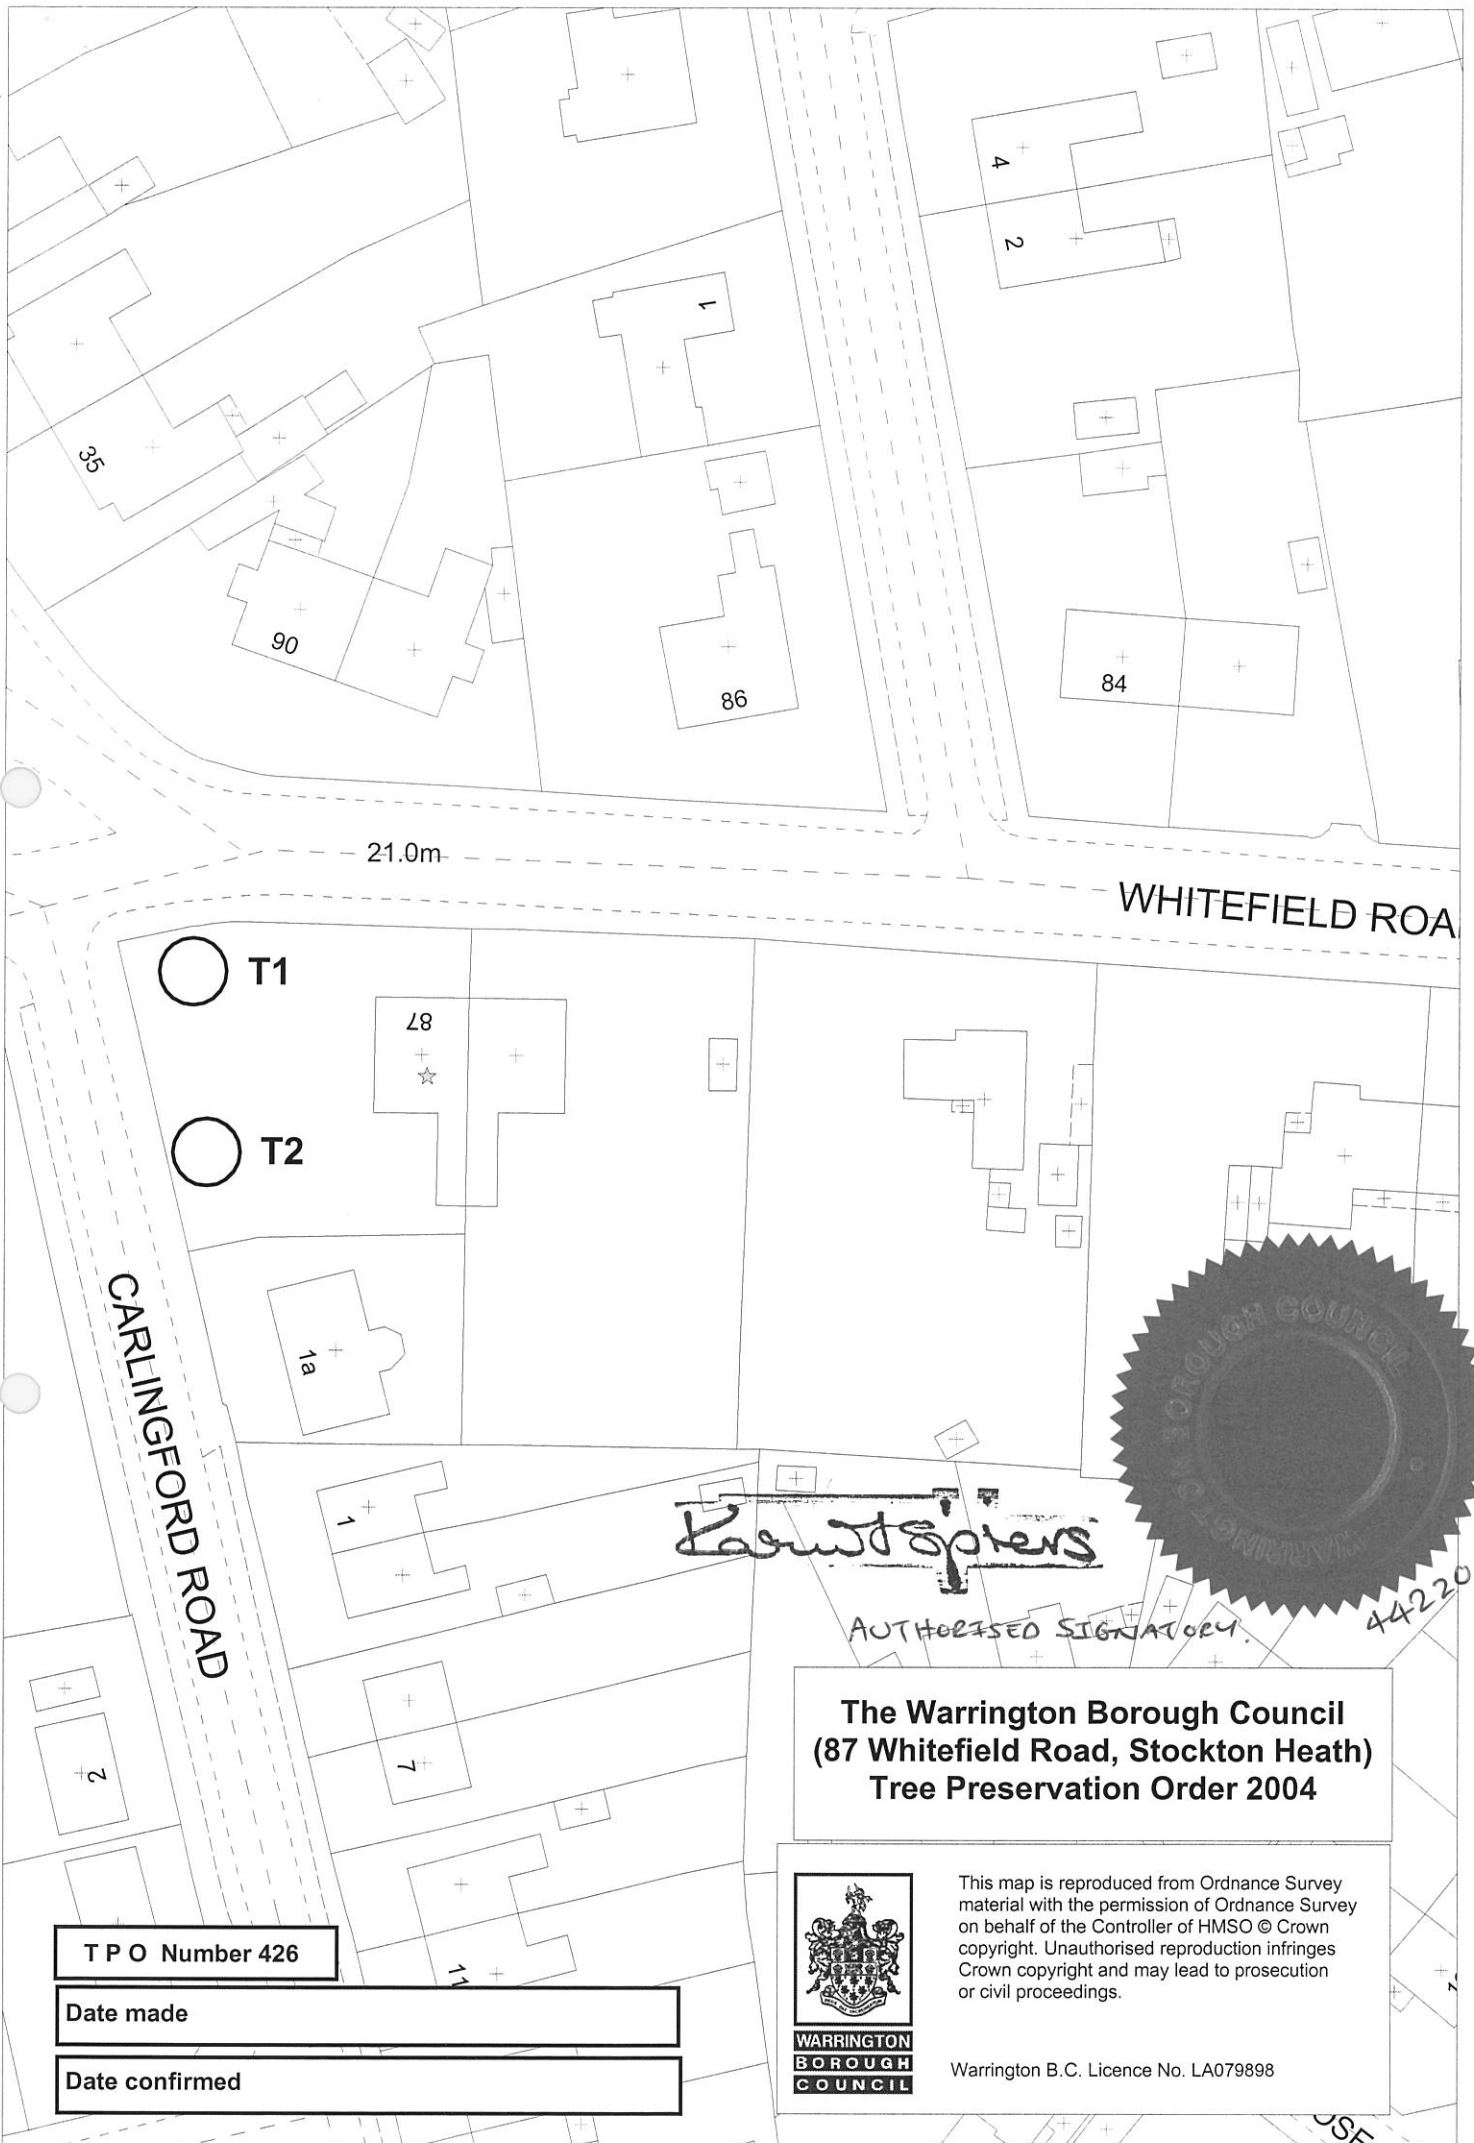 4
2
1
35
90
86
84
21.0m
WHITEFIELD ROA
T1
87
T2
CARLINGFORD ROAD
1a
1
BOROUGH COUNCIL
AUTHORISED SIGNATORY.
44220
The Warrington Borough Council
(87 Whitefield Road, Stockton Heath)
Tree Preservation Order 2004
2
7
11
This map is reproduced from Ordnance Survey
material with the permission of Ordnance Survey
on behalf of the Controller of HMSO © Crown
copyright. Unauthorised reproduction infringes
Crown copyright and may lead to prosecution
or civil proceedings.
WARRINGTON
BOROUGH
COUNCIL
Warrington B.C. Licence No. LA079898
T P O Number 426
Date made
Date confirmed
OSE